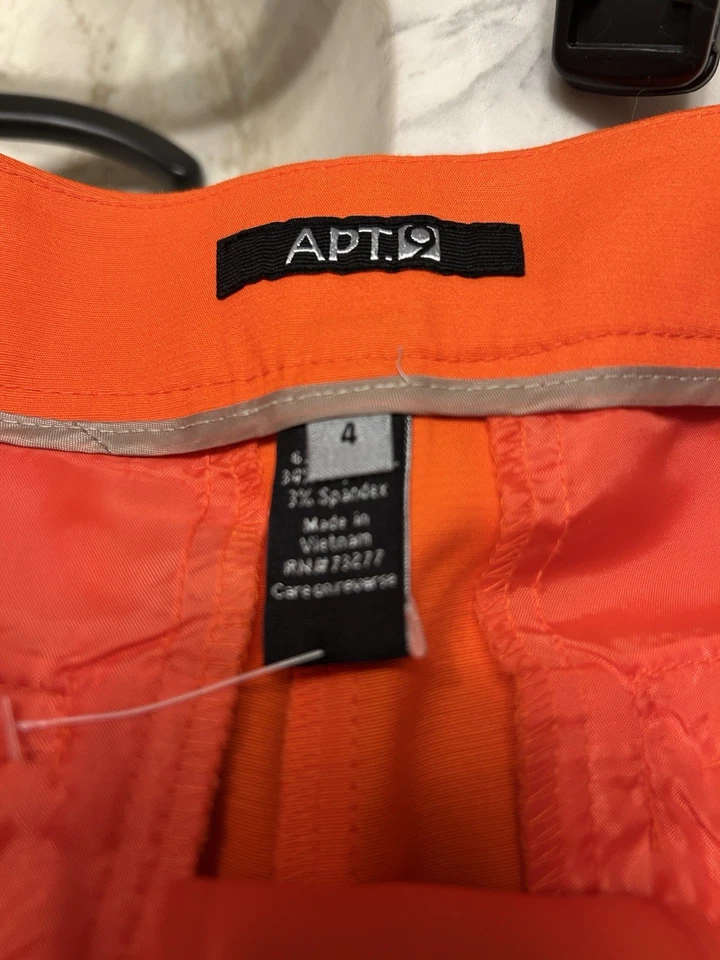 APT.9
4
3% Spandex
Made in
Vietnam
RN#73277
Care on reverse